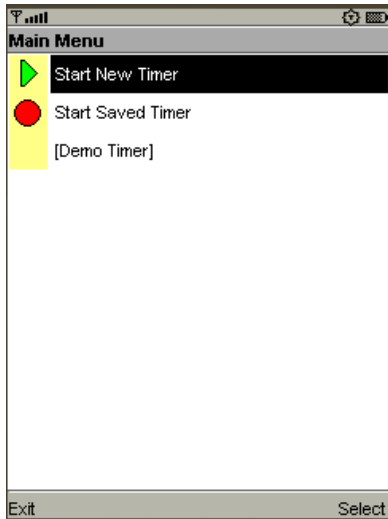 Main Menu
Start New Timer
Start Saved Timer
[Demo Timer]
Exit Select